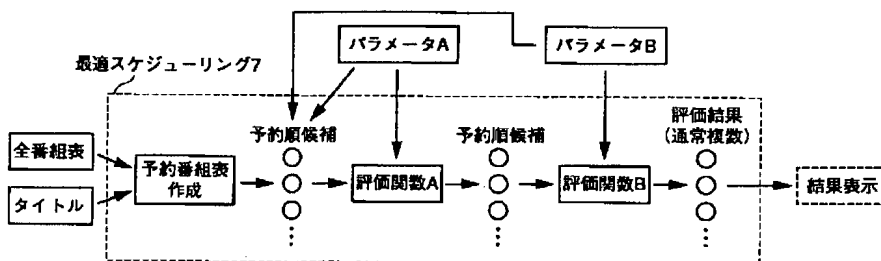 パラメータA
パラメータB
最適スケジューリング7
評価結果
(通常複数)
予約順候補
予約順候補
全番組表
予約番組表
作成
評価関数A
評価関数B
結果表示
タイトル